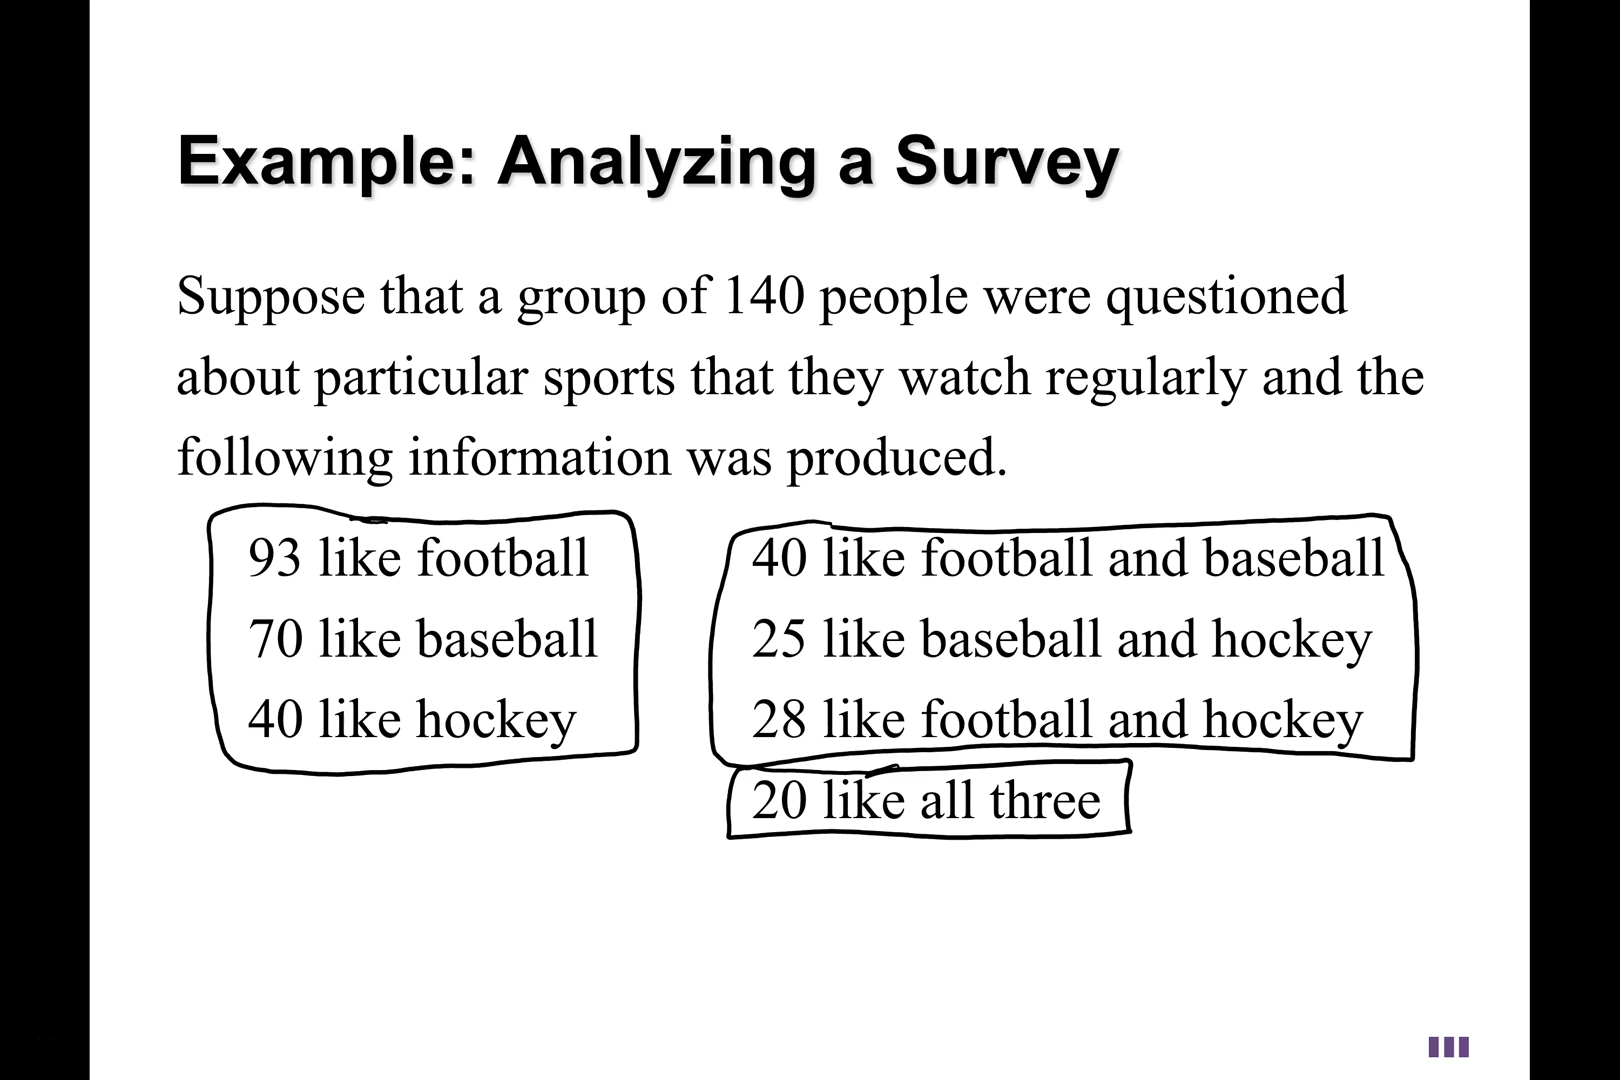 Example: Analyzing a Survey
Suppose that a group of 140 people were questioned
about particular sports that they watch regularly and the
following information was produced.
93 like football
70 like baseball
40 like hockey
40 like football and baseball
25 like baseball and hockey
28 like football and hockey
20 like all three